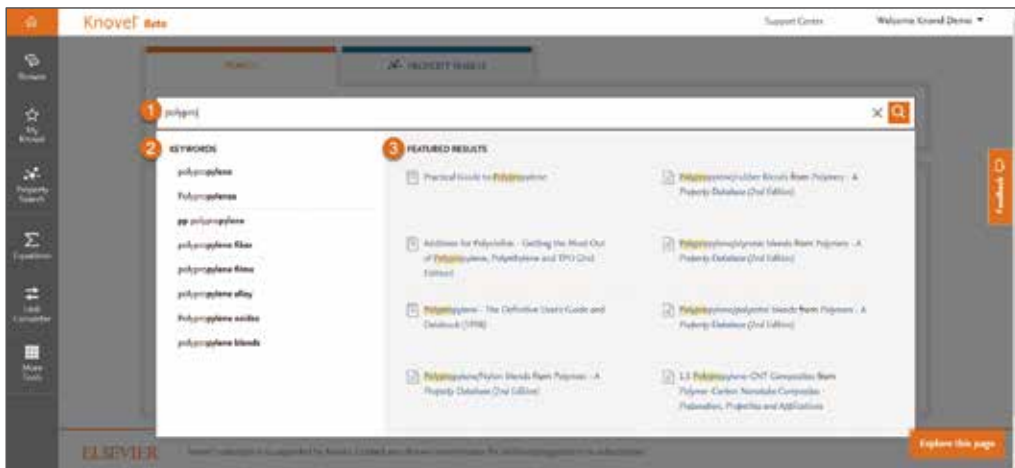 Knovel Beta
Support Center
Welcome Knovel Demo
Browse
My
Knovel
Property
Search
Equations
Unit
Converter
More
Tools
SEARCH
PROPERTY SEARCH
1 polypro
2 KEYWORDS
polypropylene
Polypropylenes
pp polypropylene
polypropylene fiber
polypropylene films
polypropylene alloy
Polypropylene oxides
polypropylene blends
3 FEATURED RESULTS
Practical Guide to Polypropylene
Additives for Polyolefins - Getting the Most Out
of Polypropylene, Polyethylene and TPO (2nd
Edition)
Polypropylene - The Definitive User's Guide and
Databook (1998)
Polypropylene/Nylon blends from Polymers - A
Property Database (2nd Edition)
Polypropylene/rubber Blends from Polymers - A
Property Database (2nd Edition)
Polypropylene/styrenic blends from Polymers - A
Property Database (2nd Edition)
Polypropylene/polyester blends from Polymers - A
Property Database (2nd Edition)
Polypropylene-CNT Composites from
Polymer-Carbon Nanotube Composites -
Preparation, Properties and Applications
Feedback
ELSEVIER
Explore this page